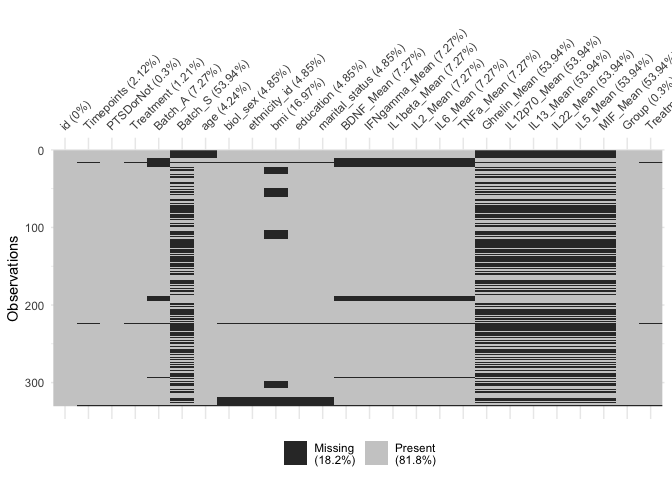 id (0%)
Timepoints (2.12%)
PTSDorNot (0.3%)
Treatment (1.21%)
Batch_A (7.27%)
Batch_S (53.94%)
age (4.24%)
biol_sex (4.85%)
ethnicity_id (4.85%)
bmi (16.97%)
education (4.85%)
marital_status (4.85%)
BDNF_Mean (7.27%)
IFNgamma_Mean (7.27%)
IL1beta_Mean (7.27%)
IL2_Mean (7.27%)
IL6_Mean (7.27%)
TNFa_Mean (7.27%)
Ghrelin_Mean (53.94%)
IL12p70_Mean (53.94%)
IL13_Mean (53.94%)
IL22_Mean (53.94%)
IL5_Mean (53.94%)
MIF_Mean (53.94%
Group (0.9%
Treatm
0
100
200
300
Observations
Missing
(18.2%)
Present
(81.8%)